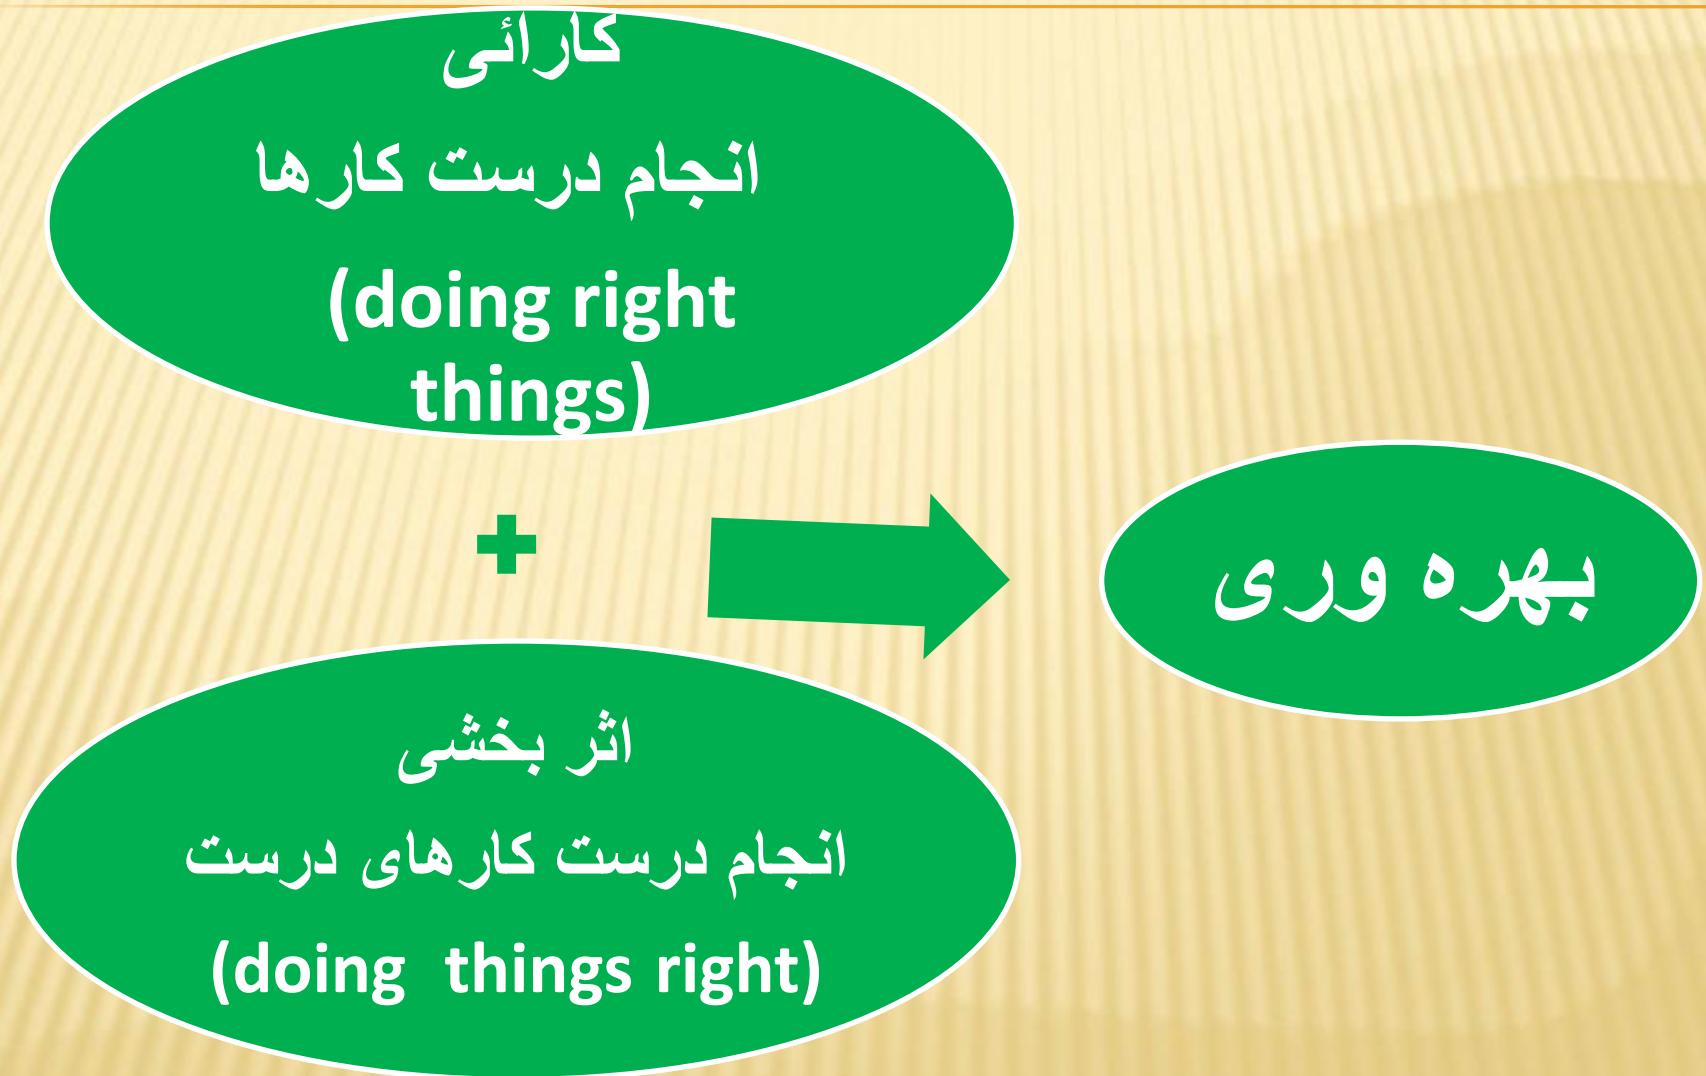 کارائی
انجام درست کارها
(doing right
things)
اثر بخشی
انجام درست کارهای درست
(doing  things right)
بهره وری